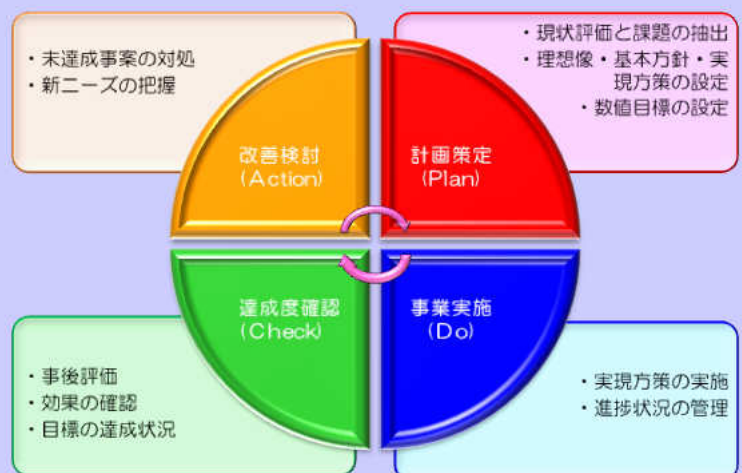 ・未達成事案の対処
・新ニーズの把握
・現状評価と課題の抽出
・理想像・基本方針・実
現方策の設定
・数値目標の設定
改善検討
(Action)
計画策定
(Plan)
達成度確認
(Check)
事業実施
(Do)
・事後評価
・効果の確認
・目標の達成状況
・実現方策の実施
・進捗状況の管理